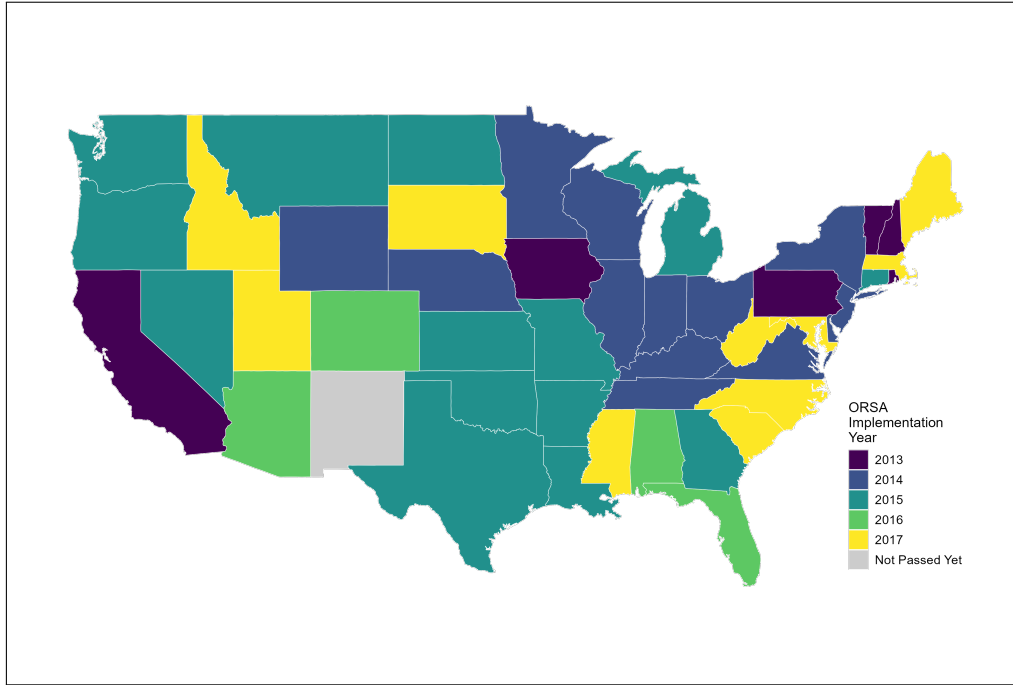 ORSA
Implementation
Year
2013
2014
2015
2016
2017
Not Passed Yet